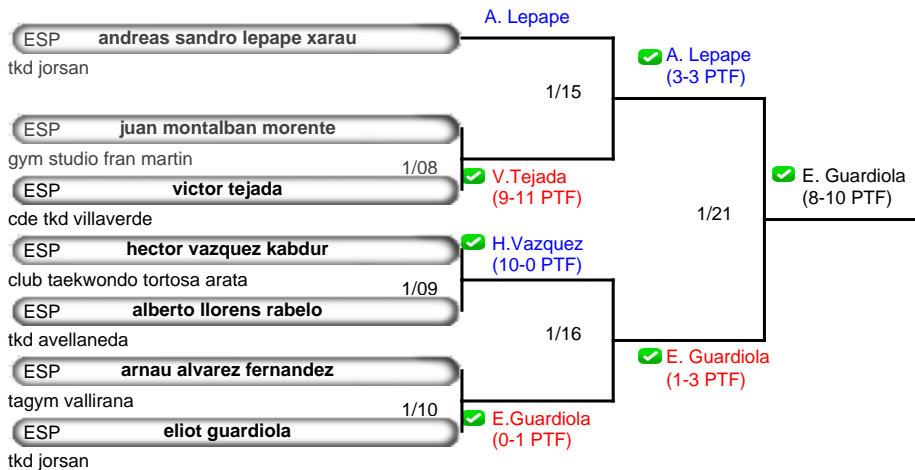 A. Lepape
ESP andreas sandro lepape xarau
tkd jorsan
A. Lepape
(3-3 PTF)
1/15
ESP juan montalban morente
gym studio fran martin
1/08
V.Tejada
(9-11 PTF)
ESP victor tejada
cde tkd villaverde
E. Guardiola
(8-10 PTF)
1/21
ESP hector vazquez kabdur
club taekwondo tortosa arata
H.Vazquez
(10-0 PTF)
1/09
ESP alberto llorens rabelo
tkd avellaneda
1/16
E. Guardiola
(1-3 PTF)
ESP arnau alvarez fernandez
tagym vallirana
1/10
E.Guardiola
(0-1 PTF)
ESP eliot guardiola
tkd jorsan